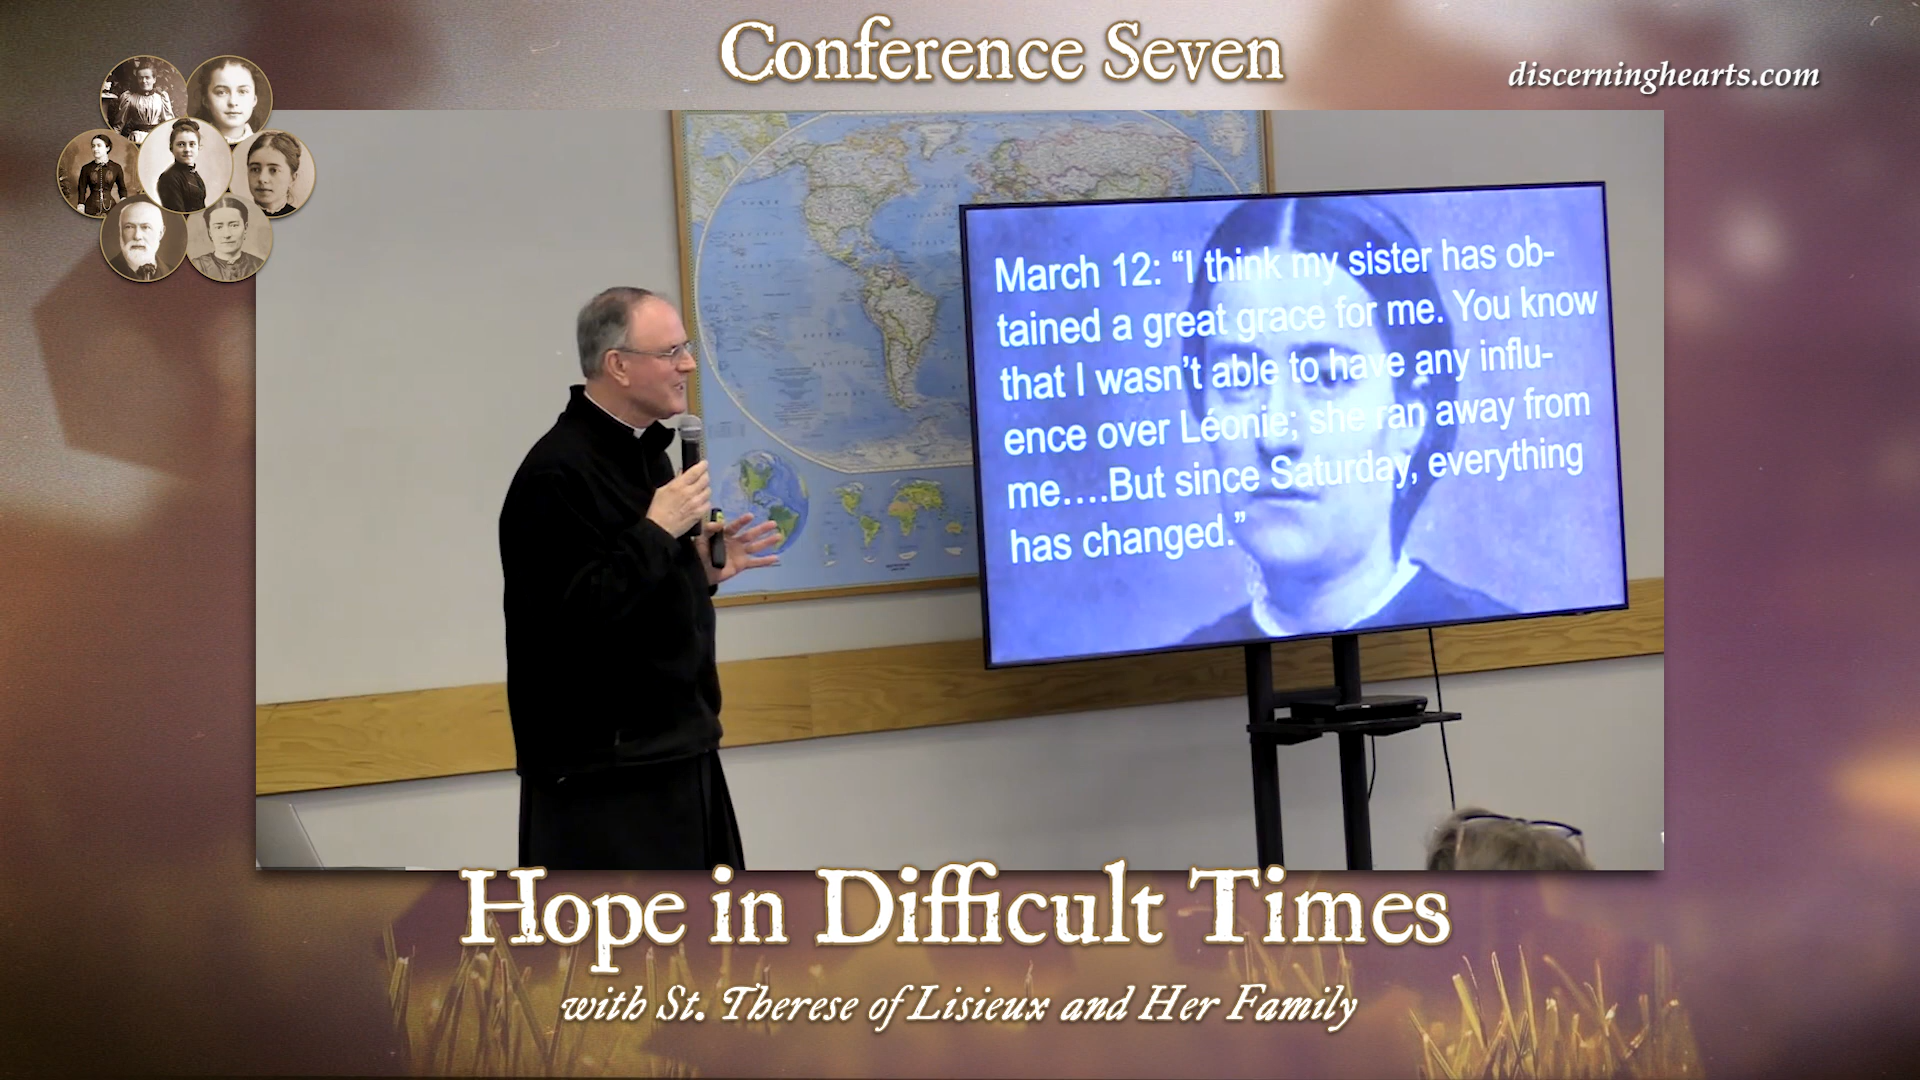 Conference Seven
discerninghearts.com
March 12: “I think my sister has ob-
tained a great grace for me. You know
that I wasn’t able to have any influ-
ence over Léonie; she ran away from
me....But since Saturday, everything
has changed.”
Hope in Difficult Times
with St. Therese of Lisieux and Her Family